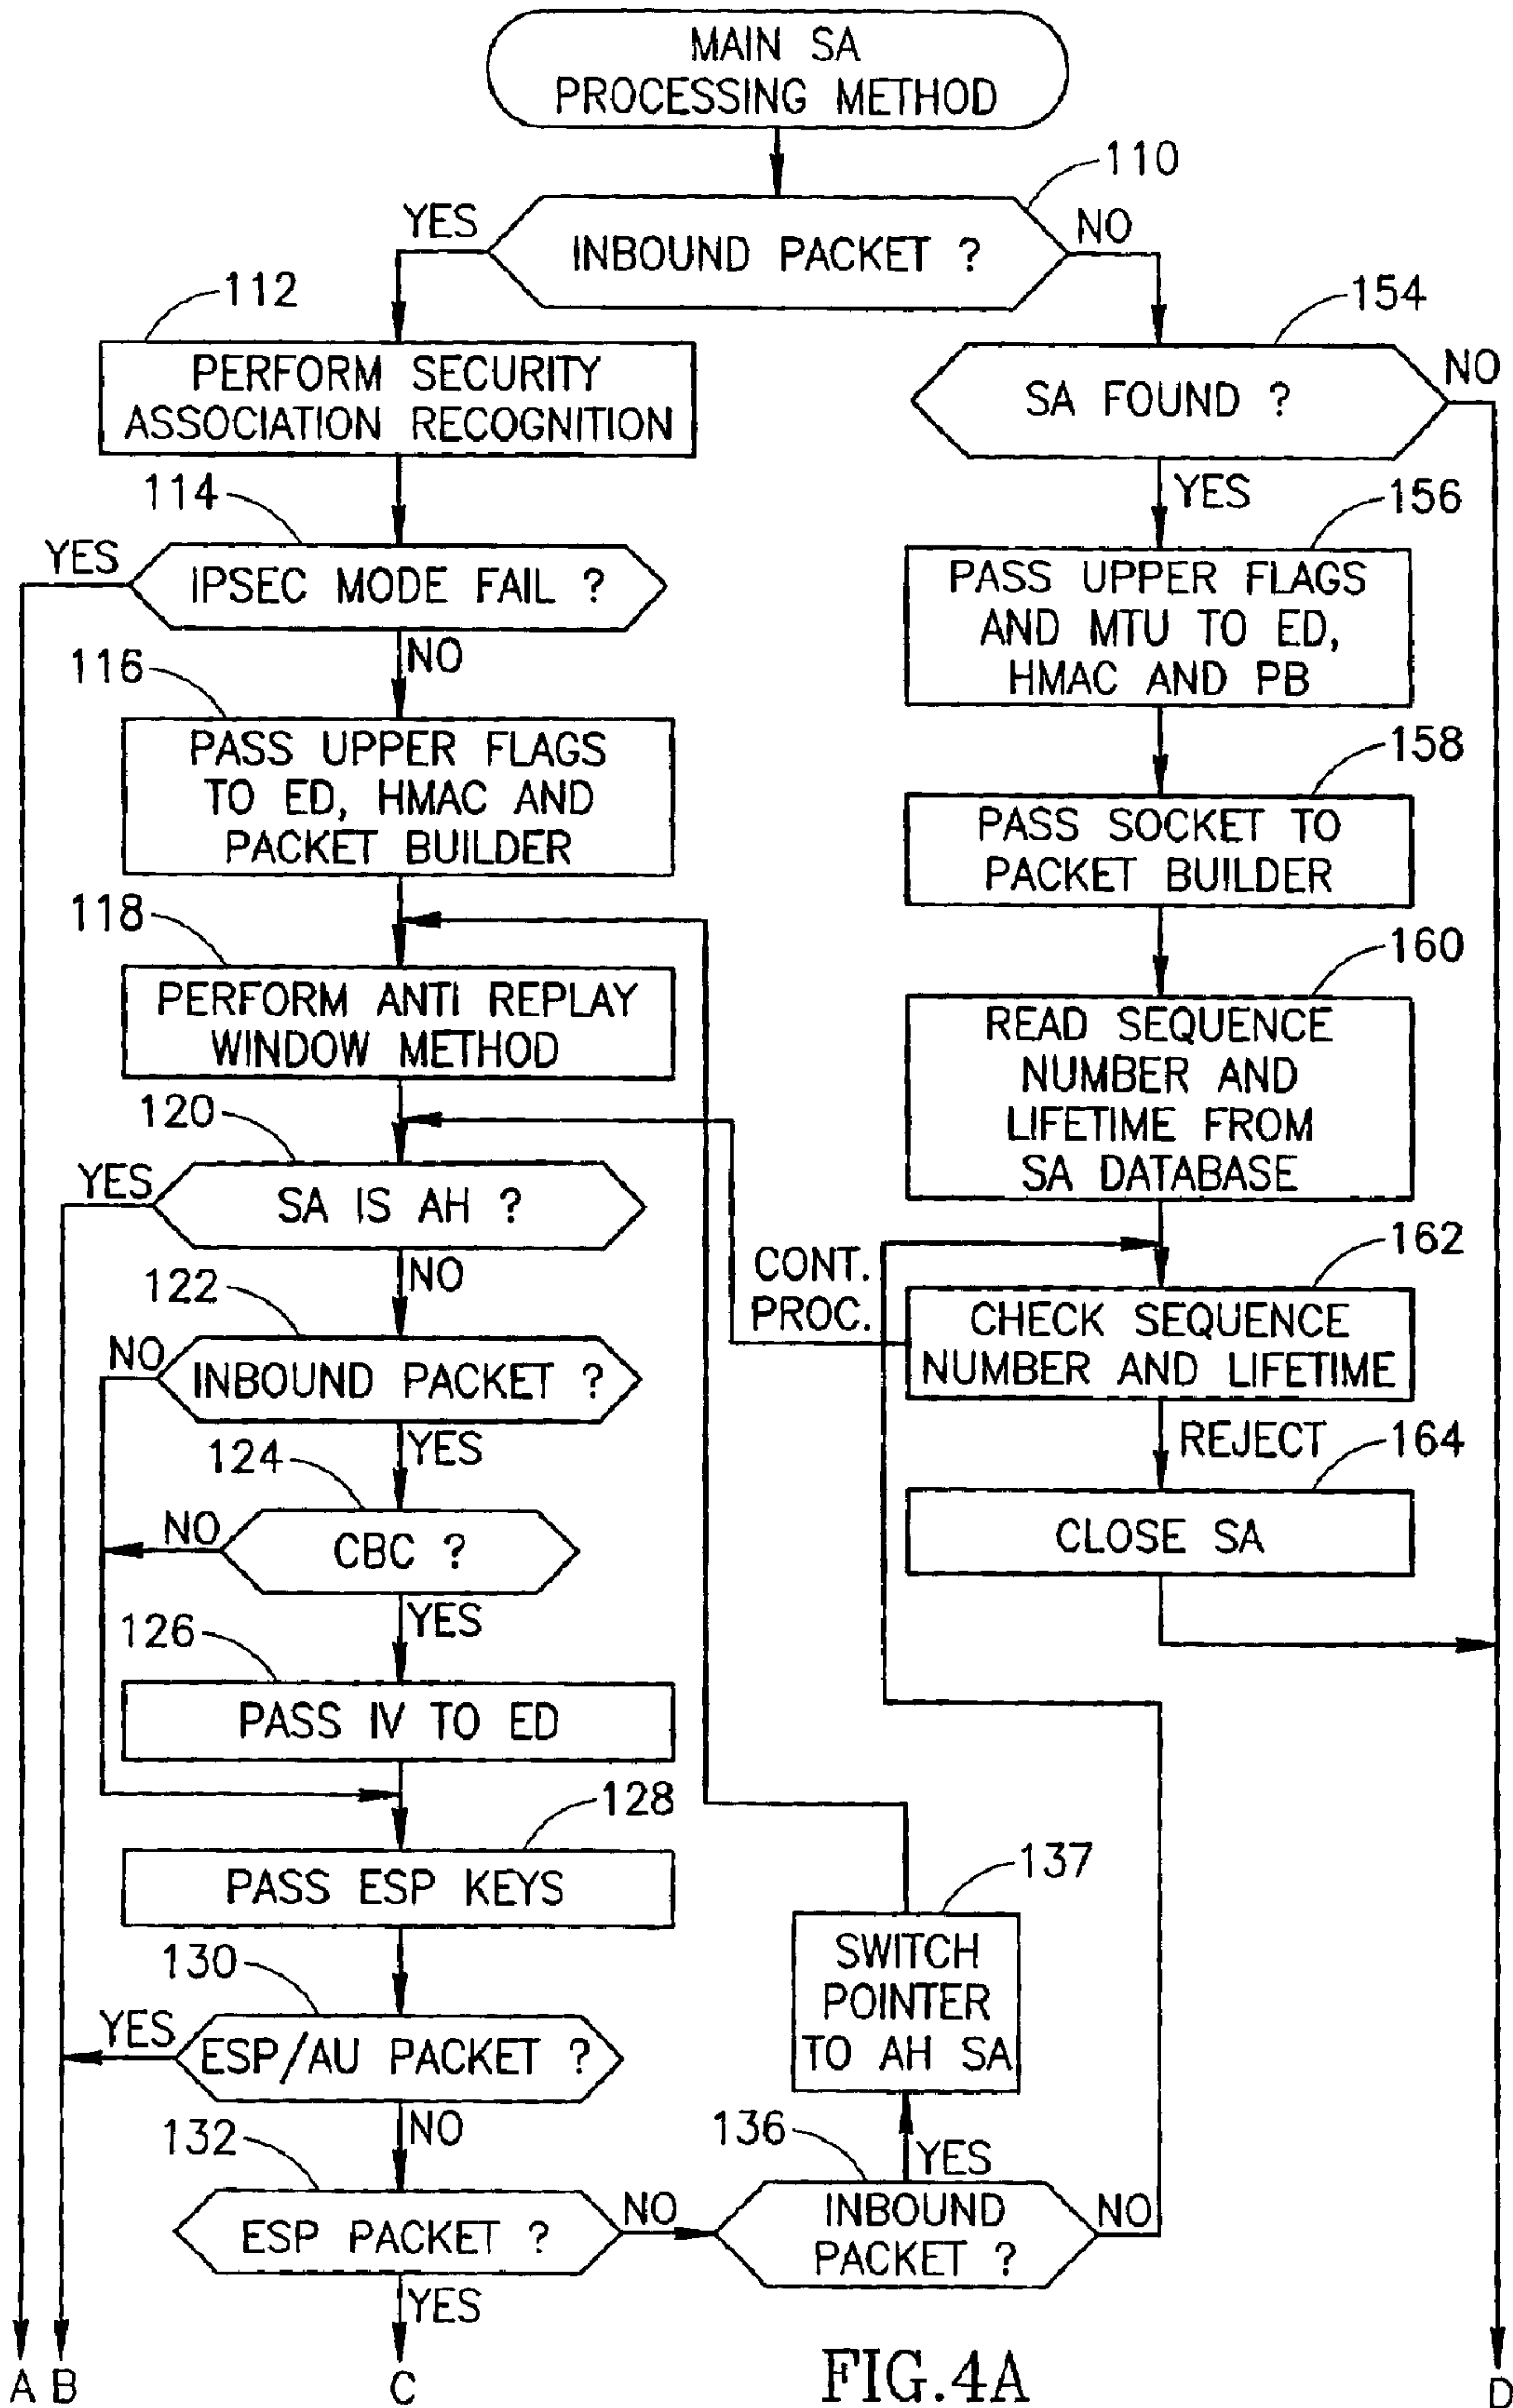 MAIN SA
PROCESSING METHOD
110
YES
INBOUND PACKET ?
NO
112
PERFORM SECURITY
ASSOCIATION RECOGNITION
154
SA FOUND ?
NO
YES
114
YES
IPSEC MODE FAIL ?
NO
156
PASS UPPER FLAGS
AND MTU TO ED,
HMAC AND PB
116
PASS UPPER FLAGS
TO ED, HMAC AND
PACKET BUILDER
158
PASS SOCKET TO
PACKET BUILDER
118
PERFORM ANTI REPLAY
WINDOW METHOD
160
READ SEQUENCE
NUMBER AND
LIFETIME FROM
SA DATABASE
120
YES
SA IS AH ?
NO
CONT.
PROC.
162
CHECK SEQUENCE
NUMBER AND LIFETIME
122
NO
INBOUND PACKET ?
YES
REJECT
164
CLOSE SA
124
NO
CBC ?
YES
126
PASS IV TO ED
128
PASS ESP KEYS
137
SWITCH
POINTER
TO AH SA
130
YES
ESP/AU PACKET ?
NO
132
ESP PACKET ?
NO
136
YES
INBOUND
PACKET ?
NO
YES
A
B
C
FIG.4A
D